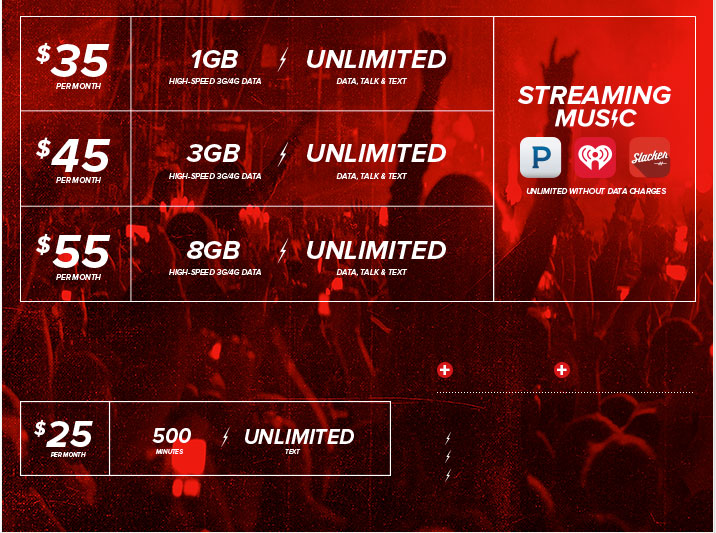 $35
PER MONTH
1GB
HIGH-SPEED 3G/4G DATA
UNLIMITED
DATA, TALK & TEXT
$45
PER MONTH
3GB
HIGH-SPEED 3G/4G DATA
UNLIMITED
DATA, TALK & TEXT
$55
PER MONTH
8GB
HIGH-SPEED 3G/4G DATA
UNLIMITED
DATA, TALK & TEXT
STREAMING
MUSIC
P
Slacker
UNLIMITED WITHOUT DATA CHARGES
$25
PER MONTH
500
MINUTES
UNLIMITED
TEXT